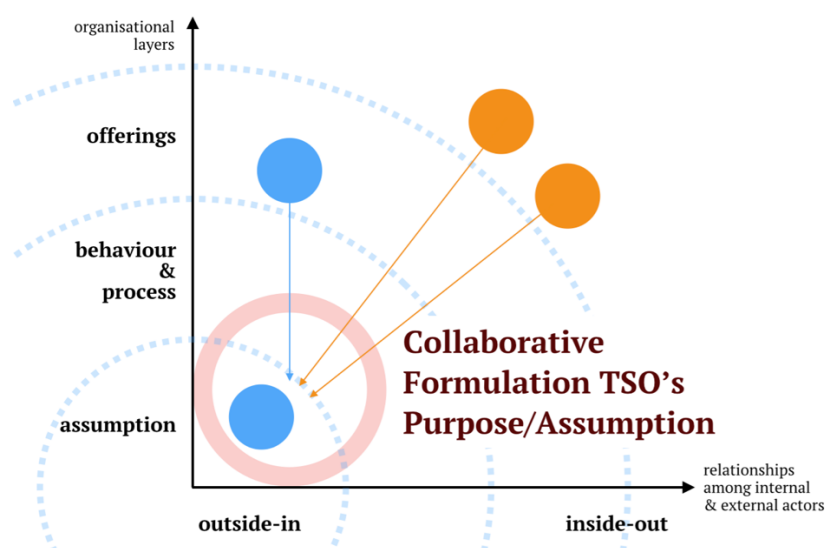 organisational
layers
offerings
behaviour
&
process
assumption
Collaborative
Formulation TSO's
Purpose/Assumption
relationships
among internal
& external actors
outside-in
inside-out